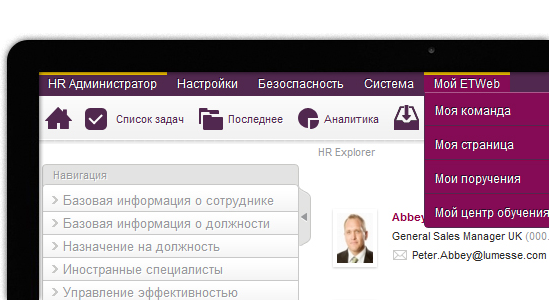 HR Администратор Настройки Безопасность Система Мой ETWeb
Список задач Последнее Аналитика
Моя команда
Моя страница
Мои поручения
Мой центр обучения
HR Explorer
Навигация
Базовая информация о сотруднике
Базовая информация о должности
Назначение на должность
Иностранные специалисты
Управление эффективностью
Abbey
General Sales Manager UK (000.
Peter.Abbey@lumesse.com